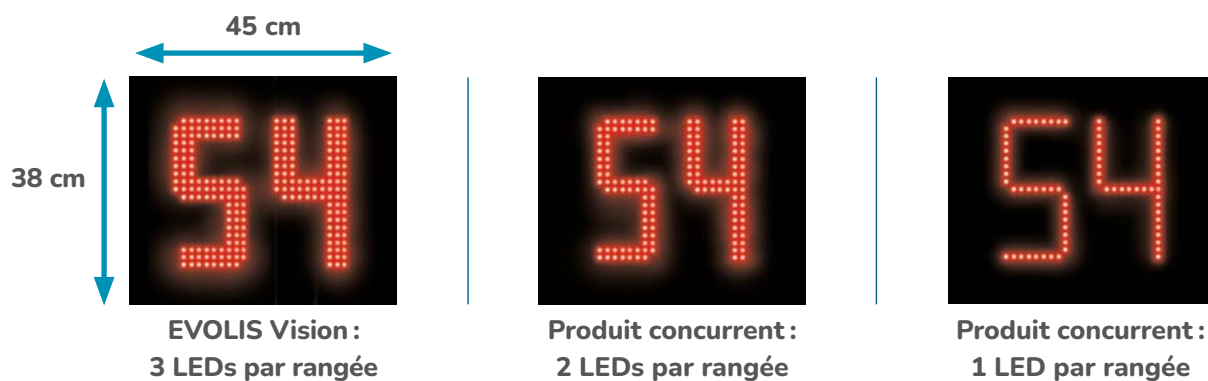 45 cm
38 cm
54
54
54
EVOLIS Vision :
3 LEDs par rangée
Produit concurrent :
2 LEDs par rangée
Produit concurrent :
1 LED par rangée